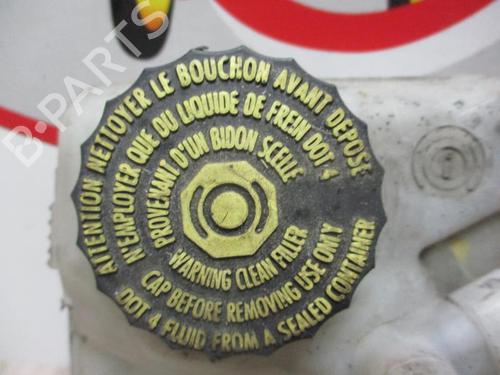 ATTENTION NETTOYER LE BOUCHON AVANT DEPOSE
N'EMPLOYER QUE DU LIQUIDE DE FREIN DOT 4
PROVENANT D'UN BIDON SCELLE
WARNING CLEAN FILLER
CAP BEFORE REMOVING USE ONLY
DOT 4 FLUID FROM A SEALED CONTAINER
B-PARTS